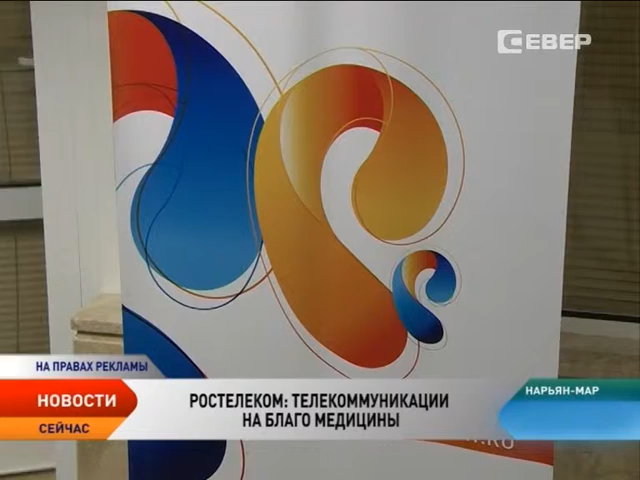 СЕВЕР
НА ПРАВАХ РЕКЛАМЫ
НОВОСТИ
СЕЙЧАС
РОСТЕЛЕКОМ: ТЕЛЕКОММУНИКАЦИИ
НА БЛАГО МЕДИЦИНЫ
НАРЬЯН-МАР